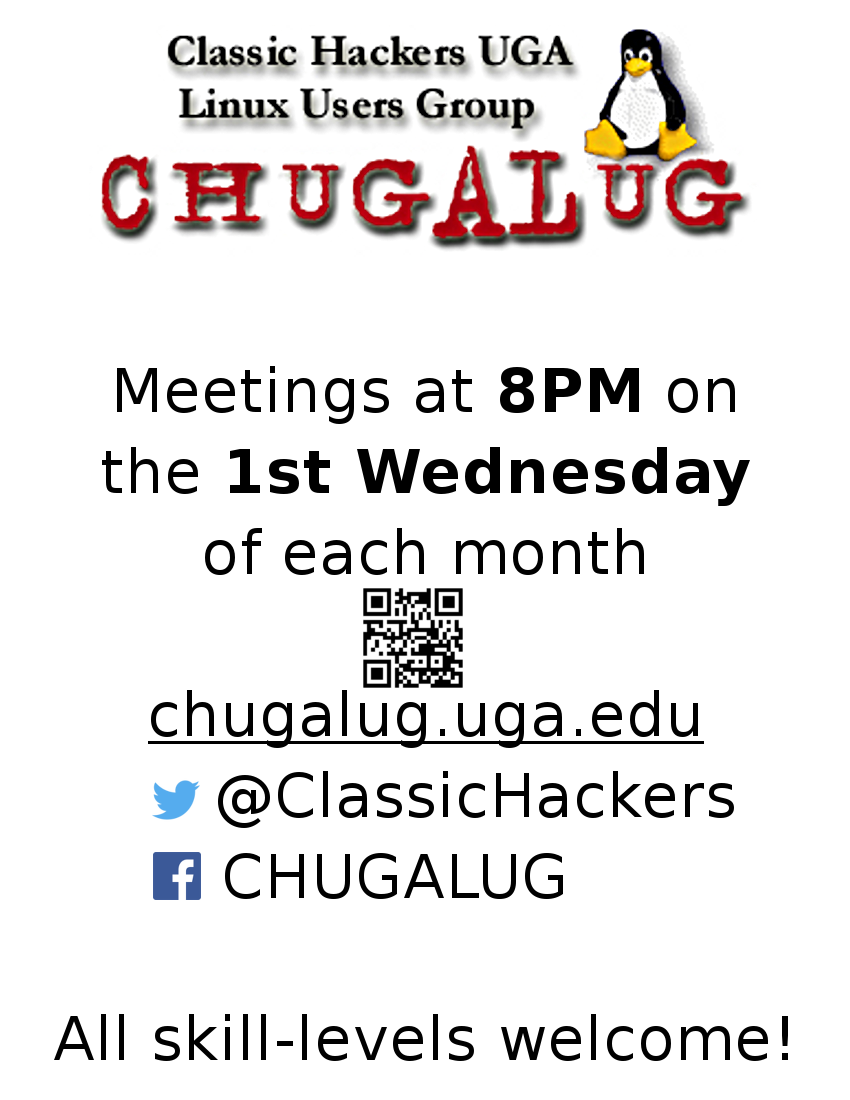 Classic Hackers UGA
Linux Users Group
CHUGALUG
Meetings at 8PM on
the 1st Wednesday
of each month
chugalug.uga.edu
@ClassicHackers
CHUGALUG
All skill-levels welcome!